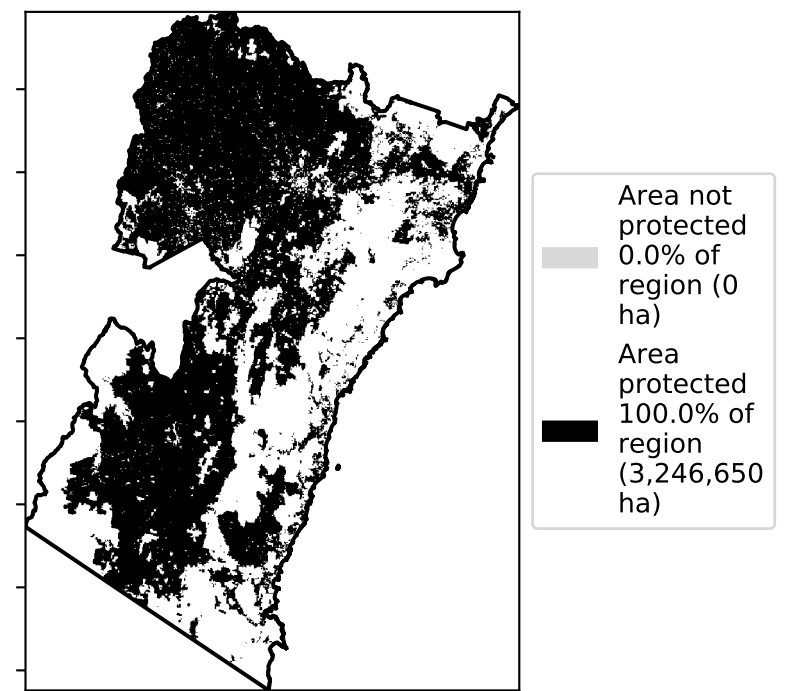 Area not
protected
0.0% of
region (0
ha)
Area
protected
100.0% of
region
(3,246,650
ha)